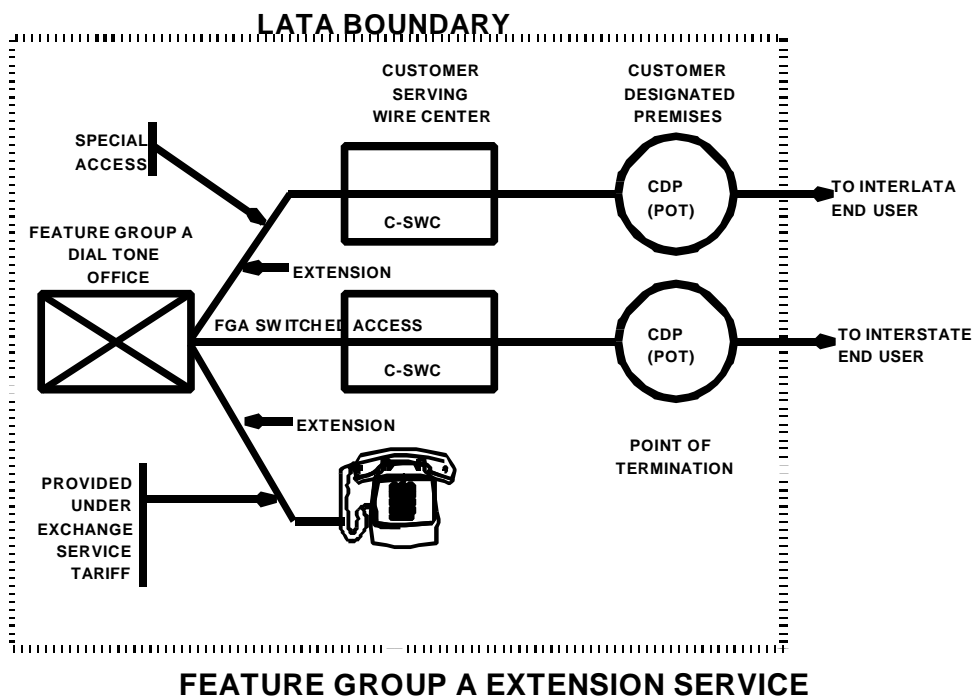 LATA BOUNDARY
CUSTOMER
SERVING
WIRE CENTER
CUSTOMER
DESIGNATED
PREMISES
SPECIAL
ACCESS
CDP
(POT)
TO INTERLATA
END USER
C-SWC
FEATURE GROUP A
DIAL TONE
OFFICE
EXTENSION
FGA SWITCHED ACCESS
CDP
(POT)
TO INTERSTATE
END USER
C-SWC
EXTENSION
POINT OF
TERMINATION
PROVIDED
UNDER
EXCHANGE
SERVICE
TARIFF
FEATURE GROUP A EXTENSION SERVICE